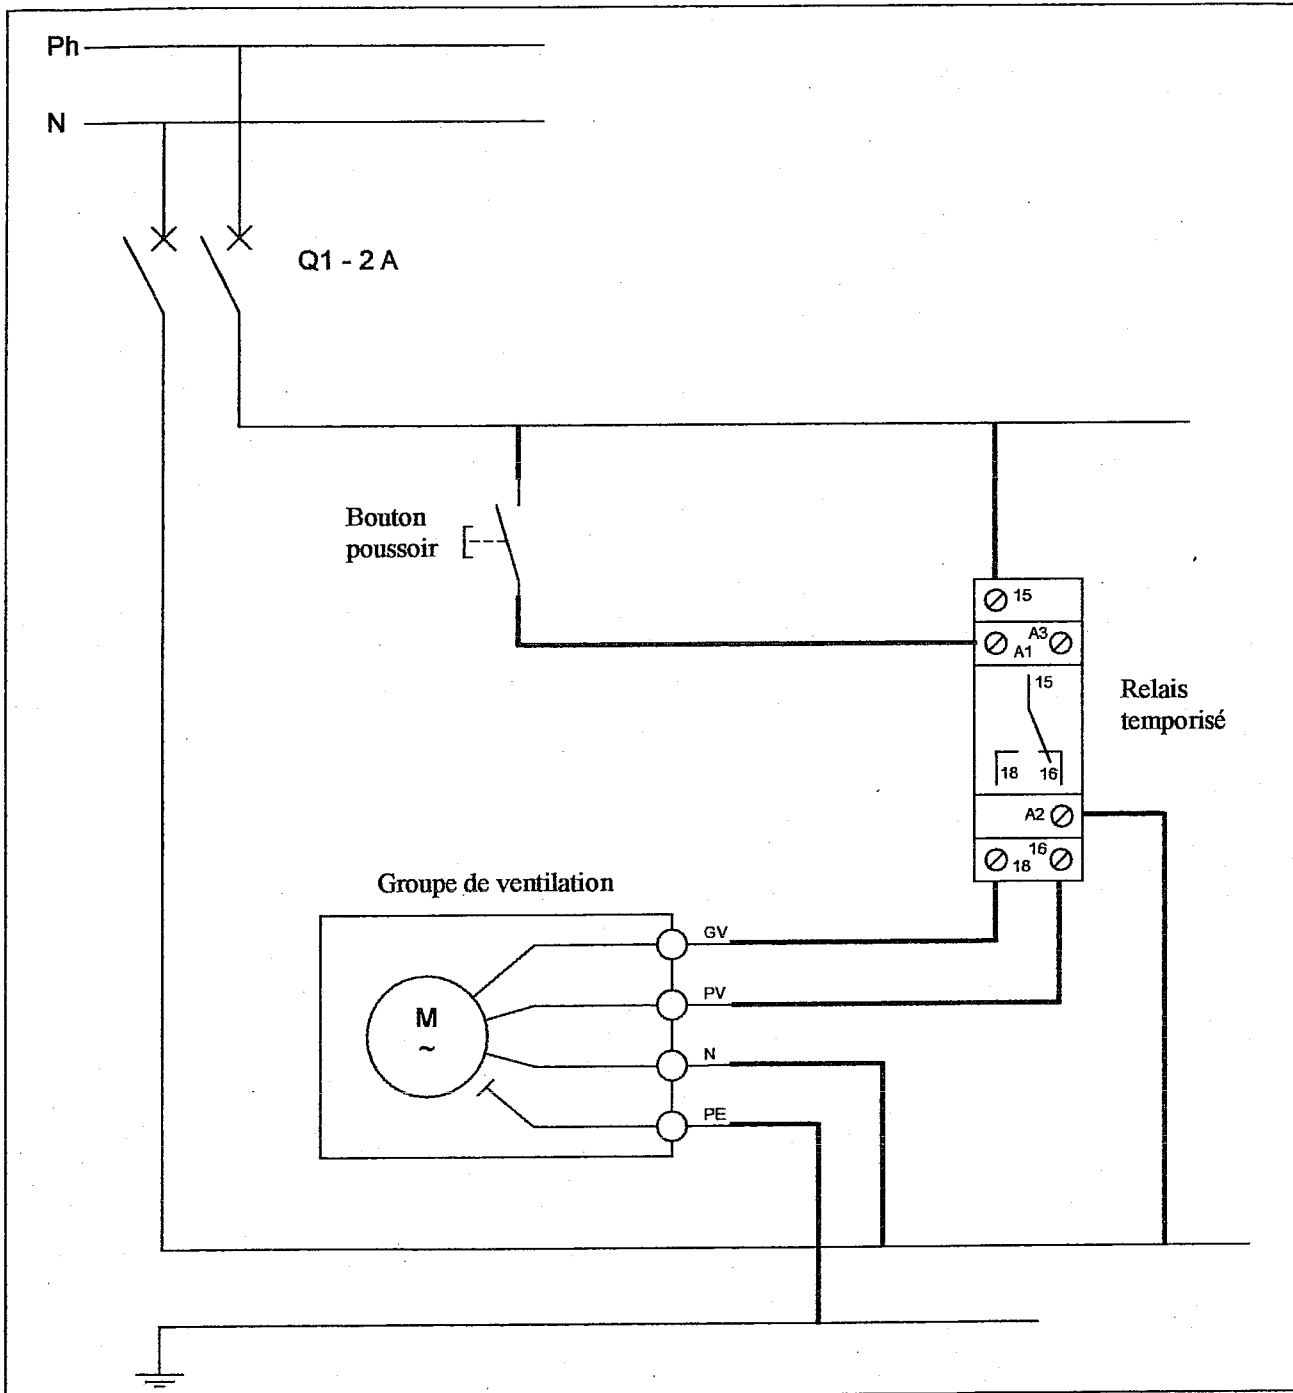 Ph
N
Q1 - 2 A
Bouton
poussoir
15
A3
A1
15
Relais
temporisé
18 16
A2
16
18
Groupe de ventilation
GV
PV
M
~
N
PE